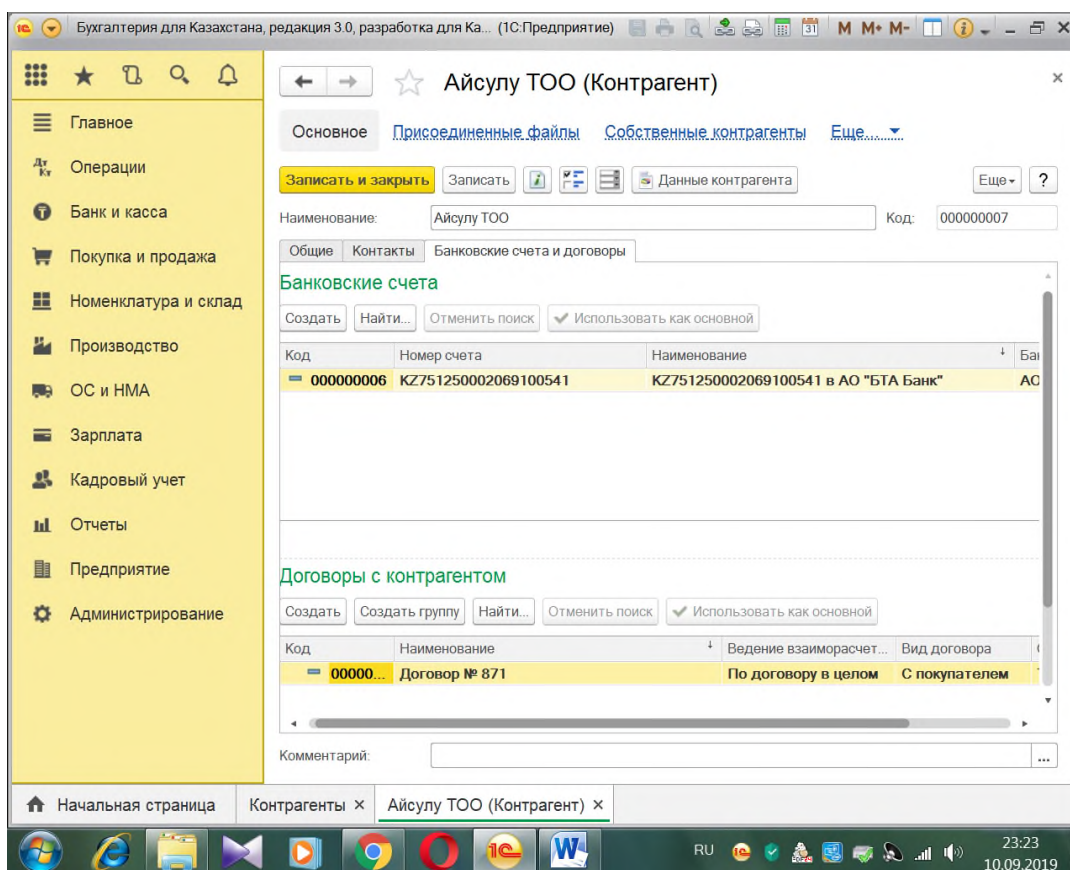 Бухгалтерия для Казахстана, редакция 3.0, разработка для Ка... (1С:Предприятие) M M+ M-
Айсулу ТОО (Контрагент)
Главное
Операции
Банк и касса
Покупка и продажа
Номенклатура и склад
Производство
ОС и НМА
Зарплата
Кадровый учет
Отчеты
Предприятие
Администрирование
Основное Присоединенные файлы Собственные контрагенты Еще...
Записать и закрыть Записать Данные контрагента Еще ?
Наименование: Айсулу ТОО Код: 000000007
Общие Контакты Банковские счета и договоры
Банковские счета
Создать Найти... Отменить поиск Использовать как основной
Код Номер счета Наименование
000000006 KZ751250002069100541 KZ751250002069100541 в АО "БТА Банк" АО
Договоры с контрагентом
Создать Создать группу Найти... Отменить поиск Использовать как основной
Код Наименование Ведение взаиморасчет... Вид договора
00000... Договор № 871 По договору в целом С покупателем
Комментарий: ...
Начальная страница Контрагенты × Айсулу ТОО (Контрагент) ×
RU 23:23
10.09.2019